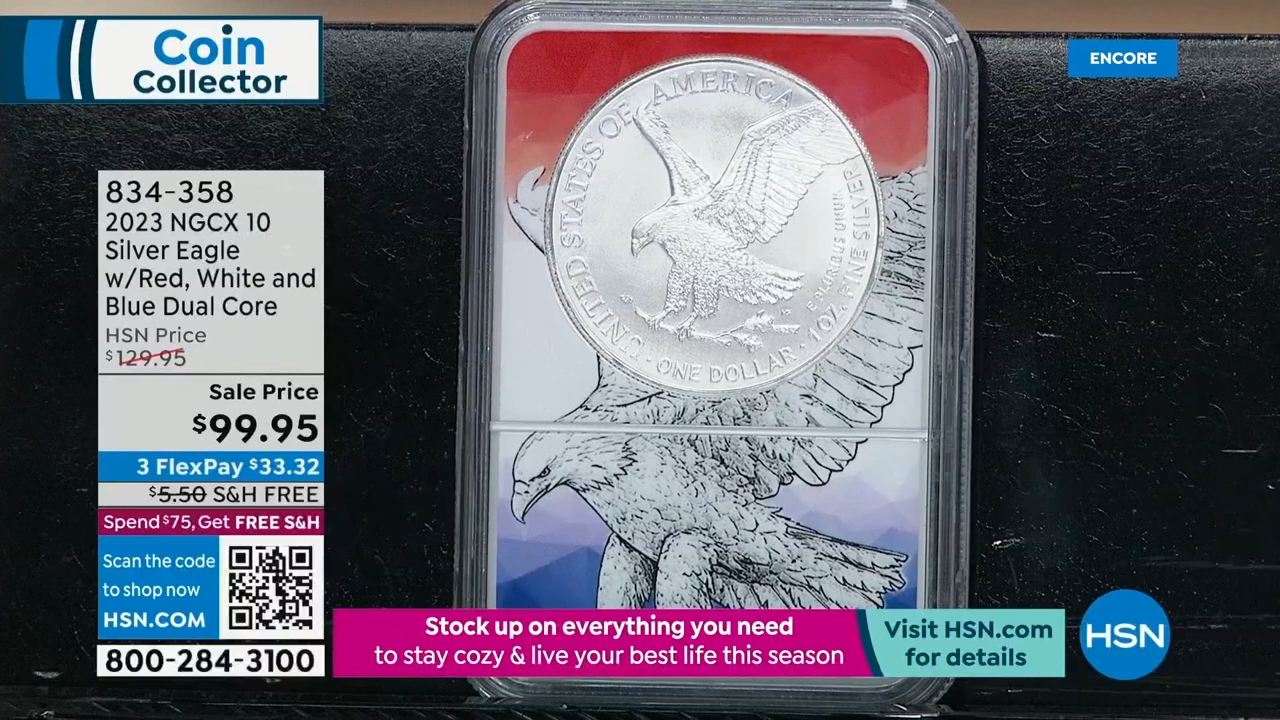 Coin
Collector
ENCORE
834-358
2023 NGCX 10
Silver Eagle
w/Red, White and
Blue Dual Core
HSN Price
$129.95
Sale Price
$99.95
3 FlexPay $33.32
$5.50 S&H FREE
Spend $75, Get FREE S&H
Scan the code
to shop now
HSN.COM
800-284-3100
UNITED STATES OF AMERICA
E PLURIBUS UNUM
1 OZ. FINE SILVER
ONE DOLLAR
Stock up on everything you need
to stay cozy & live your best life this season
Visit HSN.com
for details
HSN